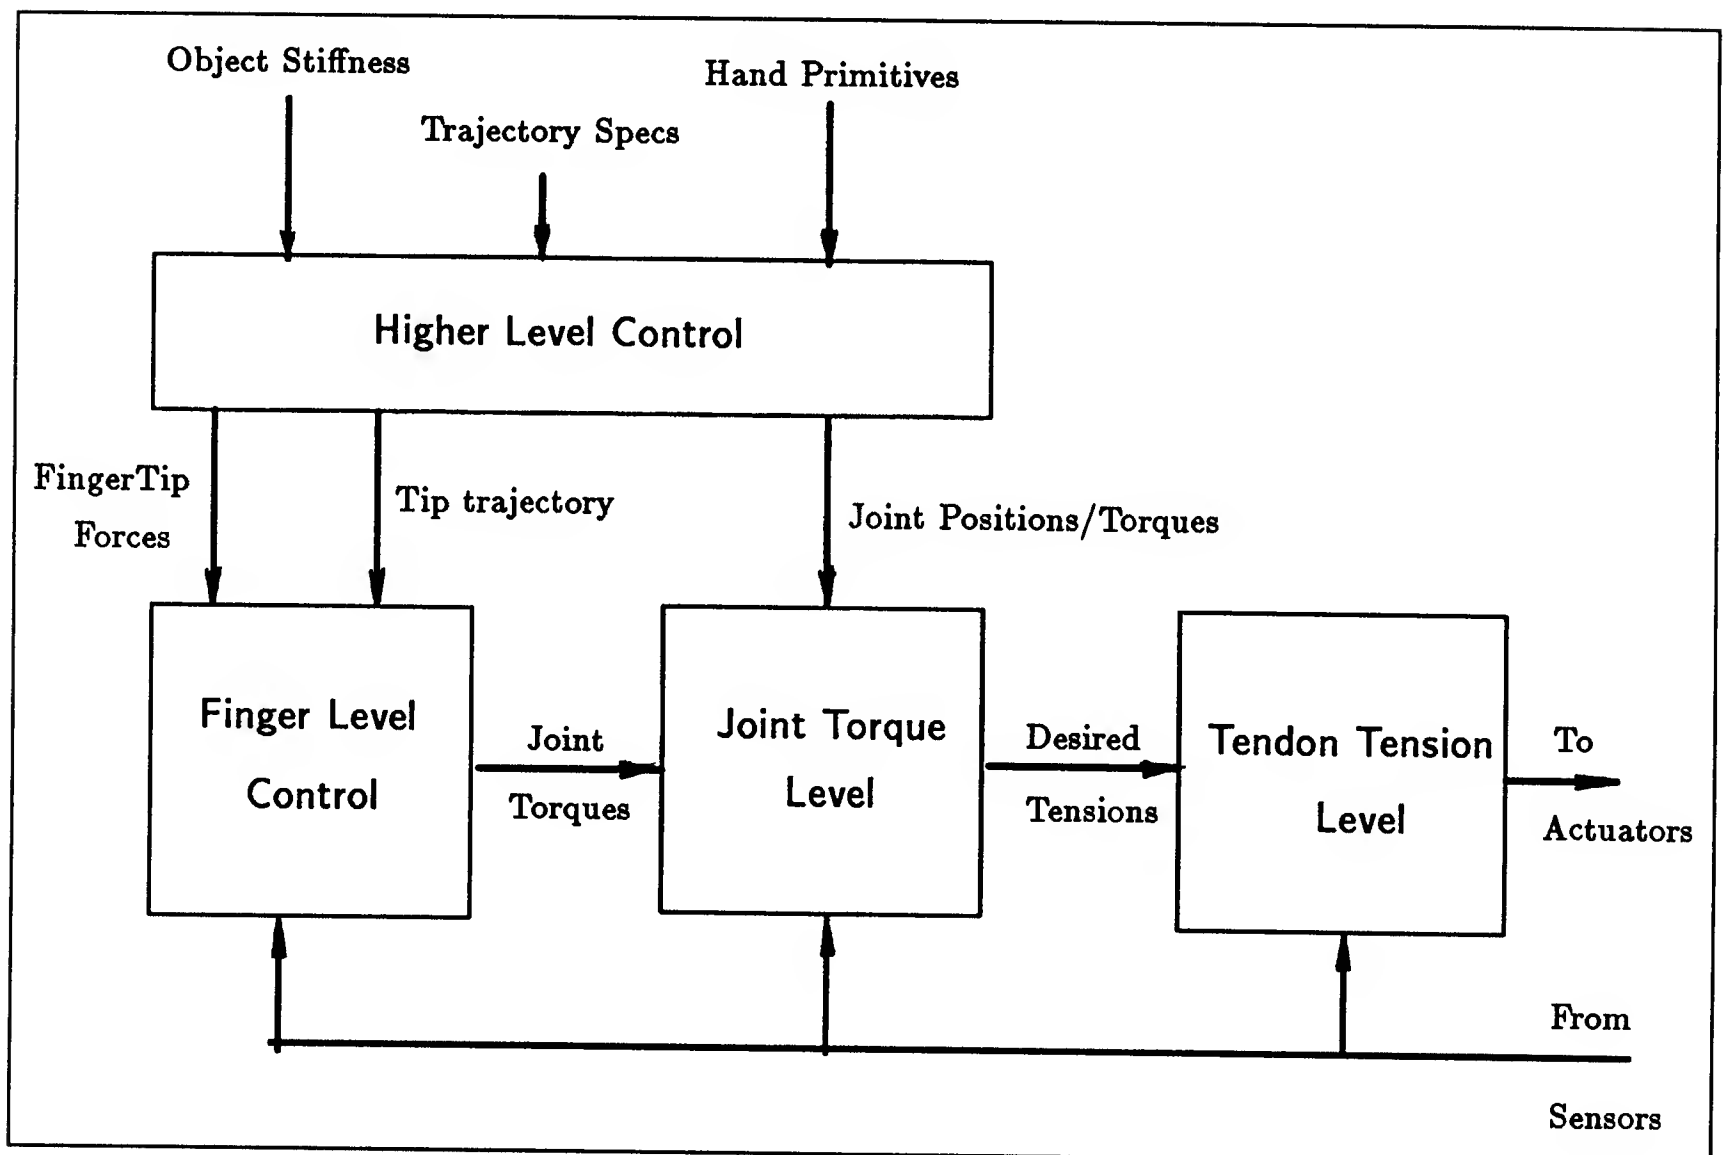 Object Stiffness
Hand Primitives
Trajectory Specs
Higher Level Control
FingerTip
Forces
Tip trajectory
Joint Positions/Torques
Finger Level
Control
Joint
Torques
Joint Torque
Level
Desired
Tensions
Tendon Tension
Level
To
Actuators
From
Sensors